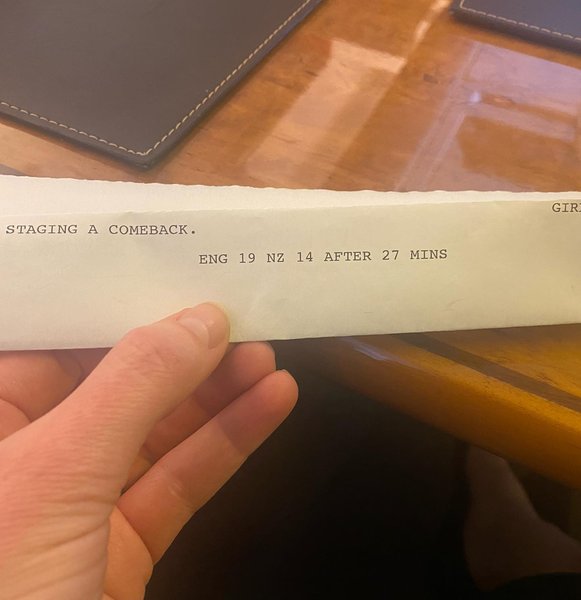 STAGING A COMEBACK.
ENG 19 NZ 14 AFTER 27 MINS